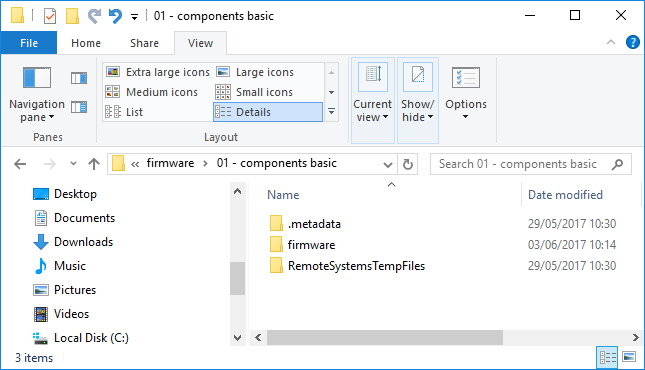 01 - components basic
File Home Share View
Navigation pane
Extra large icons Large icons
Medium icons Small icons
List Details
Current view
Show/ hide
Options
Panes Layout
« firmware 01 - components basic Search 01 - components basic
Name Date modified
Desktop
Documents
Downloads
Music
Pictures
Videos
Local Disk (C:)
.metadata 29/05/2017 10:30
firmware 03/06/2017 10:14
RemoteSystemsTempFiles 29/05/2017 10:30
3 items